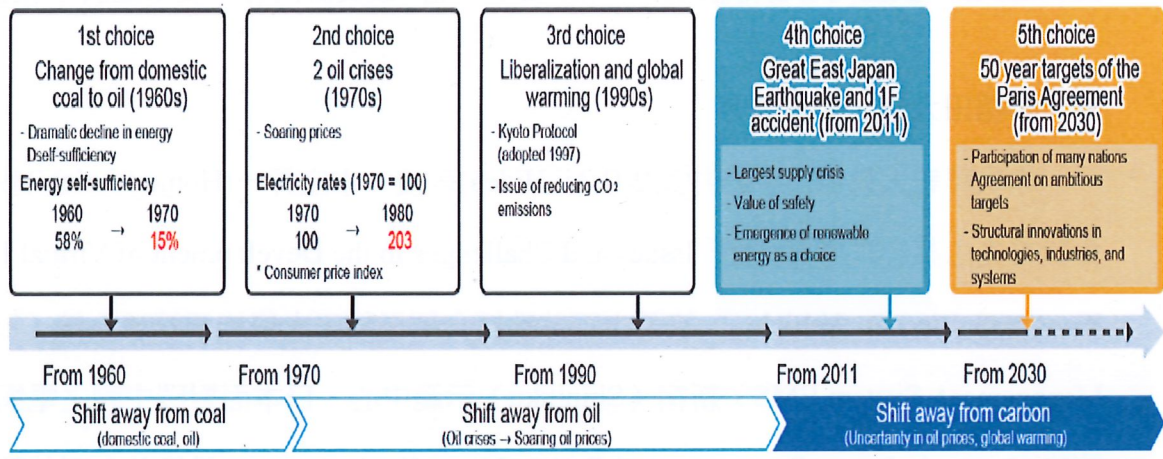 1st choice
Change from domestic
coal to oil (1960s)
- Dramatic decline in energy
Dself-sufficiency
Energy self-sufficiency
1960 → 1970
58% 15%
2nd choice
2 oil crises
(1970s)
- Soaring prices
Electricity rates (1970 = 100)
1970 → 1980
100 203
* Consumer price index
3rd choice
Liberalization and global
warming (1990s)
- Kyoto Protocol
(adopted 1997)
- Issue of reducing CO2
emissions
4th choice
Great East Japan
Earthquake and 1F
accident (from 2011)
- Largest supply crisis
- Value of safety
- Emergence of renewable
energy as a choice
5th choice
50 year targets of the
Paris Agreement
(from 2030)
- Participation of many nations
Agreement on ambitious
targets
- Structural innovations in
technologies, industries, and
systems
From 1960
From 1970
From 1990
From 2011
From 2030
Shift away from coal
(domestic coal, oil)
Shift away from oil
(Oil crises → Soaring oil prices)
Shift away from carbon
(Uncertainty in oil prices, global warming)